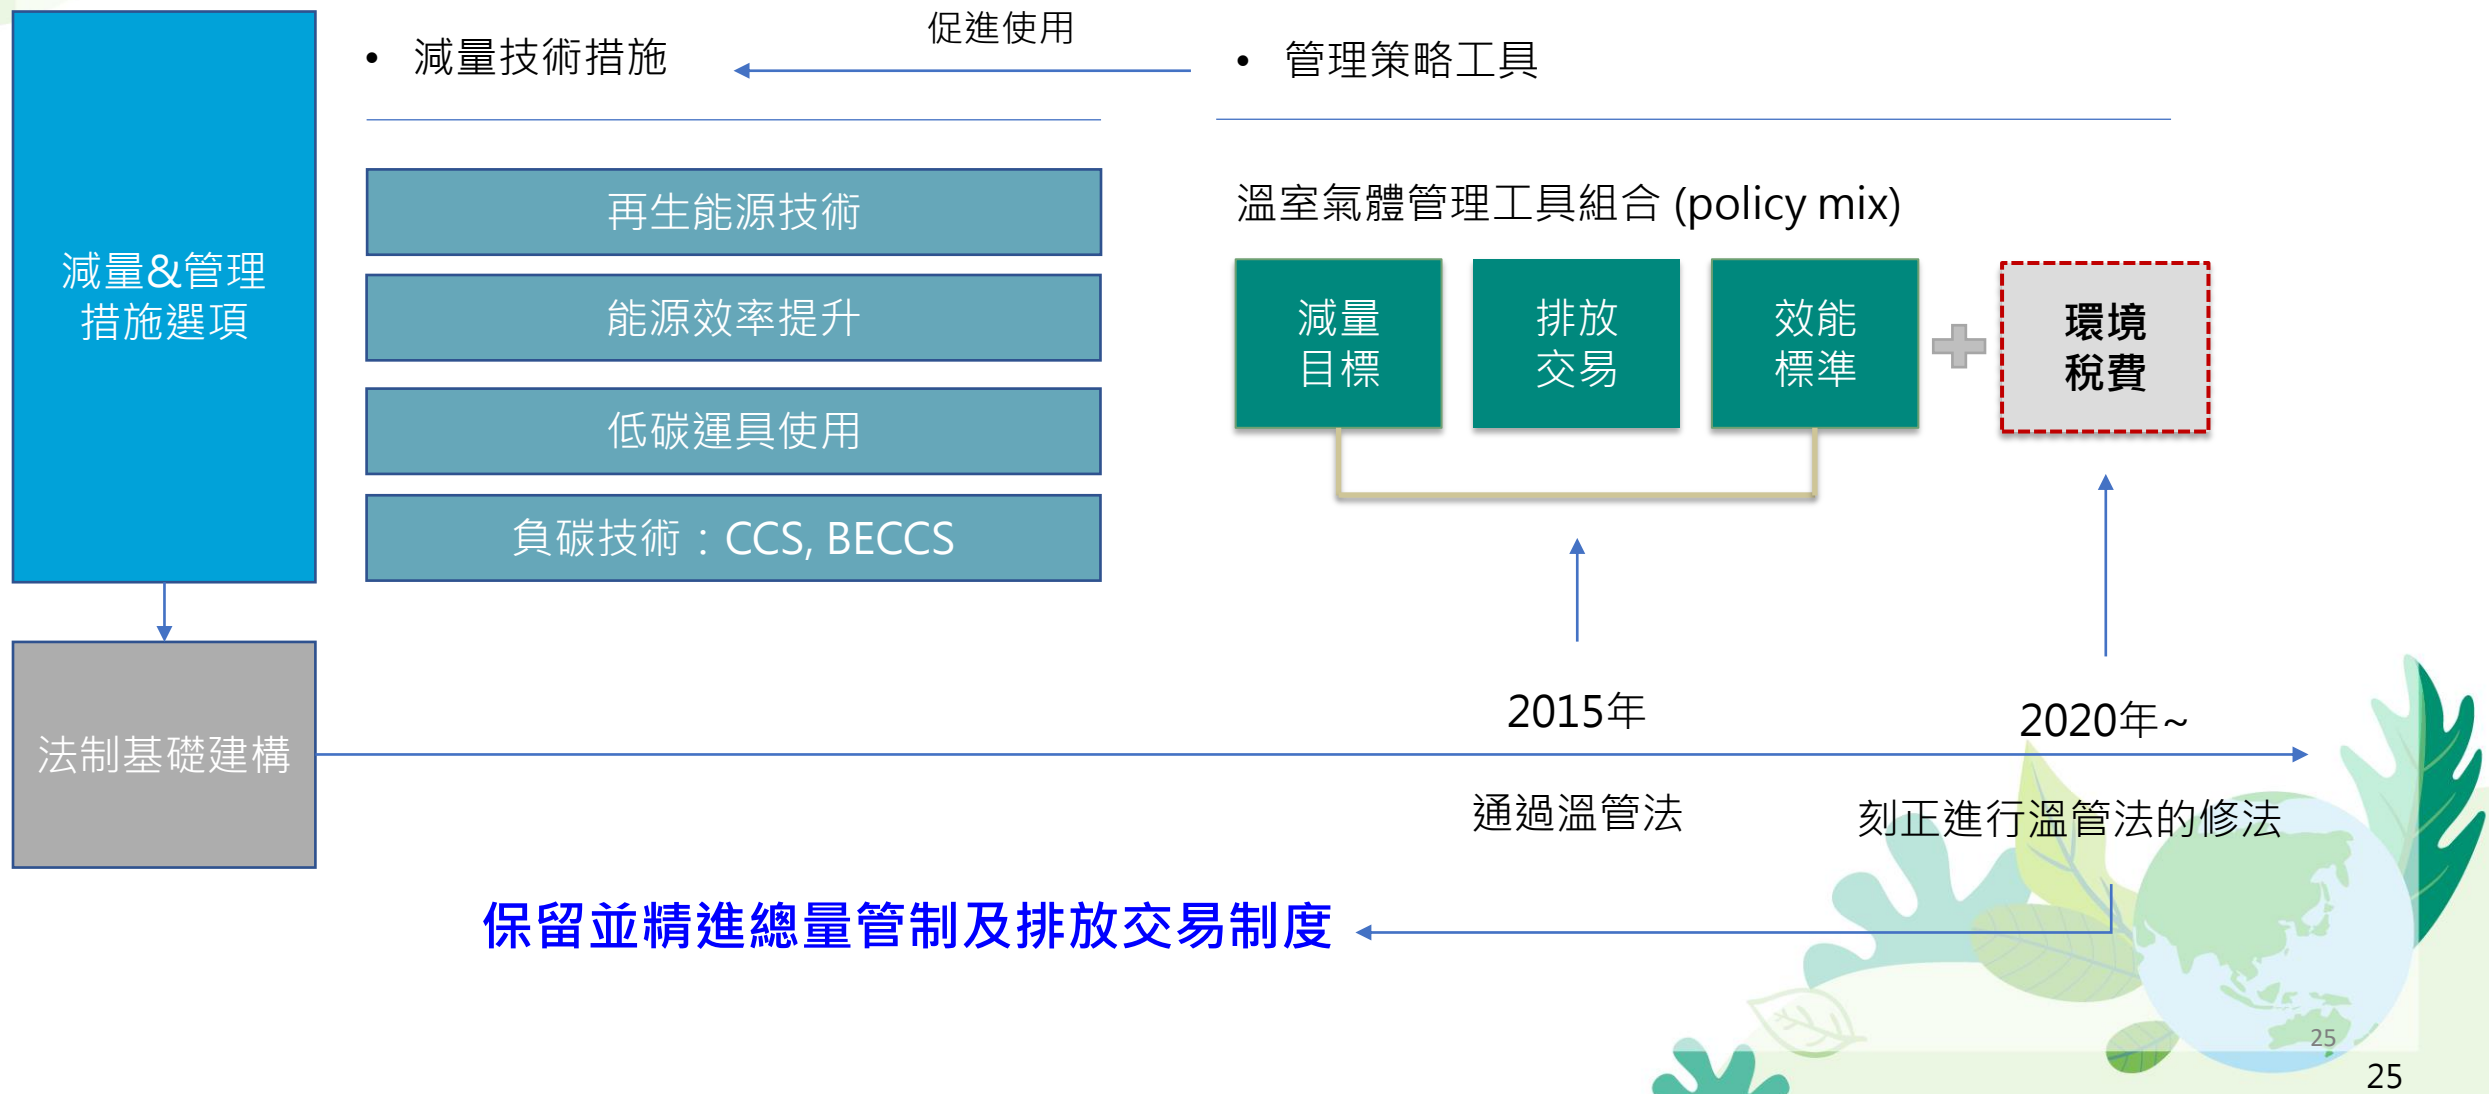 減量&管理
措施選項
• 減量技術措施
促進使用
• 管理策略工具
再生能源技術
能源效率提升
低碳運具使用
負碳技術：CCS, BECCS
溫室氣體管理工具組合 (policy mix)
減量
目標
排放
交易
效能
標準
環境
稅費
法制基礎建構
2015年
2020年~
通過溫管法
刻正進行溫管法的修法
保留並精進總量管制及排放交易制度
25
25